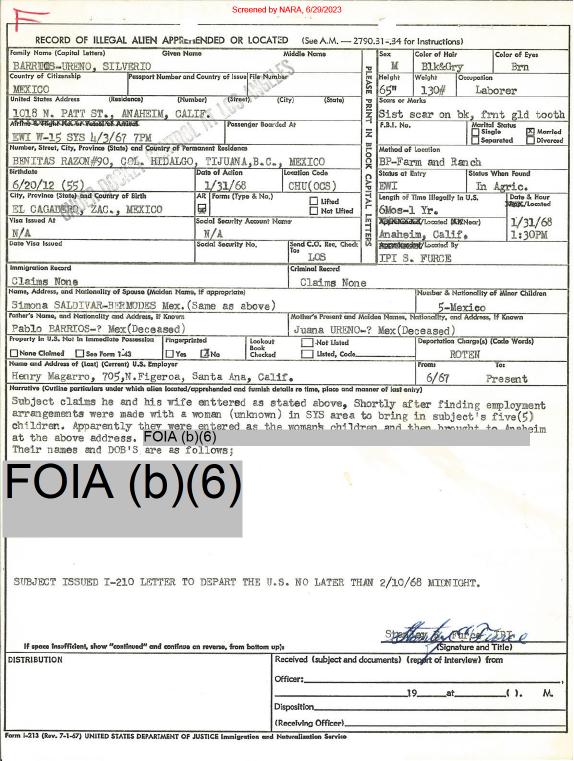 Screened by NARA, 6/29/2023
F
RECORD OF ILLEGAL ALIEN APPREHENDED OR LOCATED (See A.M. — 2790.31-.34 for Instructions)
Family Name (Capital Letters) Given Name Middle Name
BARRIOS-URENO, SILVERIO
Sex Color of Hair Color of Eyes
M Blk&Gry Brn
Country of Citizenship Passport Number and Country of Issue File Number
MEXICO
Height Weight Occupation
65" 130# Laborer
United States Address (Residence) (Number) (Street) (City) (State)
1018 N. PATT ST., ANAHEIM, CALIF.
Scars or Marks
Sist scar on bk, frnt gld tooth
Passenger Boarded At
EWI W-15 SYS 4/3/67 7PM
F.B.I. No. Marital Status
Single Married
Separated Divorced
Number, Street, City, Province (State) and Country of Permanent Residence
BENITAS RAZON#90, COL. HIDALGO, TIJUANA,B.C., MEXICO
Method of Location
BP-Farm and Ranch
Birthdate Date of Action Location Code
6/20/12 (55) 1/31/68 CHU(OCS)
Status at Entry Status When Found
EWI In Agric.
City, Province (State) and Country of Birth AR Forms (Type & No.) Lifted Not Lifted
EL CAGADERO, ZAC., MEXICO
Length of Time Illegally in U.S. Date & Hour Located
6Mos-1 Yr. 1/31/68
1:30PM
Visa Issued At Social Security Account Name
N/A N/A
Located Near
Anaheim, Calif.
Date Visa Issued Social Security No. Send C.O. Rec. Check To:
LOS
Located By
IPI S. FURCE
PLEASE PRINT IN BLOCK CAPITAL LETTERS
Immigration Record Criminal Record
Claims None Claims None
Name, Address, and Nationality of Spouse (Maiden Name, if appropriate) Number & Nationality of Minor Children
Simona SALDIVAR-BERMUDES Mex.(Same as above) 5-Mexico
Father's Name, and Nationality and Address, if Known Mother's Present and Maiden Names, Nationality, and Address, if Known
Pablo BARRIOS-? Mex(Deceased) Juana URENO-? Mex(Deceased)
Property in U.S. Not in Immediate Possession Fingerprinted Lookout Book Checked Deportation Charge(s) (Code Words)
None Claimed See Form I-43 Yes No Not Listed Listed, Code ROTEN
Name and Address of (Last) (Current) U.S. Employer From: To:
Henry Magarro, 705,N.Figeroa, Santa Ana, Calif. 6/67 Present
Narrative (Outline particulars under which alien located/apprehended and furnish details re time, place and manner of last entry)
Subject claims he and his wife enttered as stated above, Shortly after finding employment
arrangements were made with a woman (unknown) in SYS area to bring in subject's five(5)
children. Apparently they were entered as the woman's children and then brought to Anaheim
at the above address. FOIA (b)(6)
Their names and DOB'S are as follows;
FOIA (b)(6)
SUBJECT ISSUED I-210 LETTER TO DEPART THE U.S. NO LATER THAN 2/10/68 MIDNIGHT.
If space insufficient, show "continued" and continue on reverse, from bottom up):
(Signature and Title)
DISTRIBUTION
Received (subject and documents) (report of interview) from
Officer:
19 at ( ). M.
Disposition
(Receiving Officer)
Form I-213 (Rev. 7-1-67) UNITED STATES DEPARTMENT OF JUSTICE Immigration and Naturalization Service